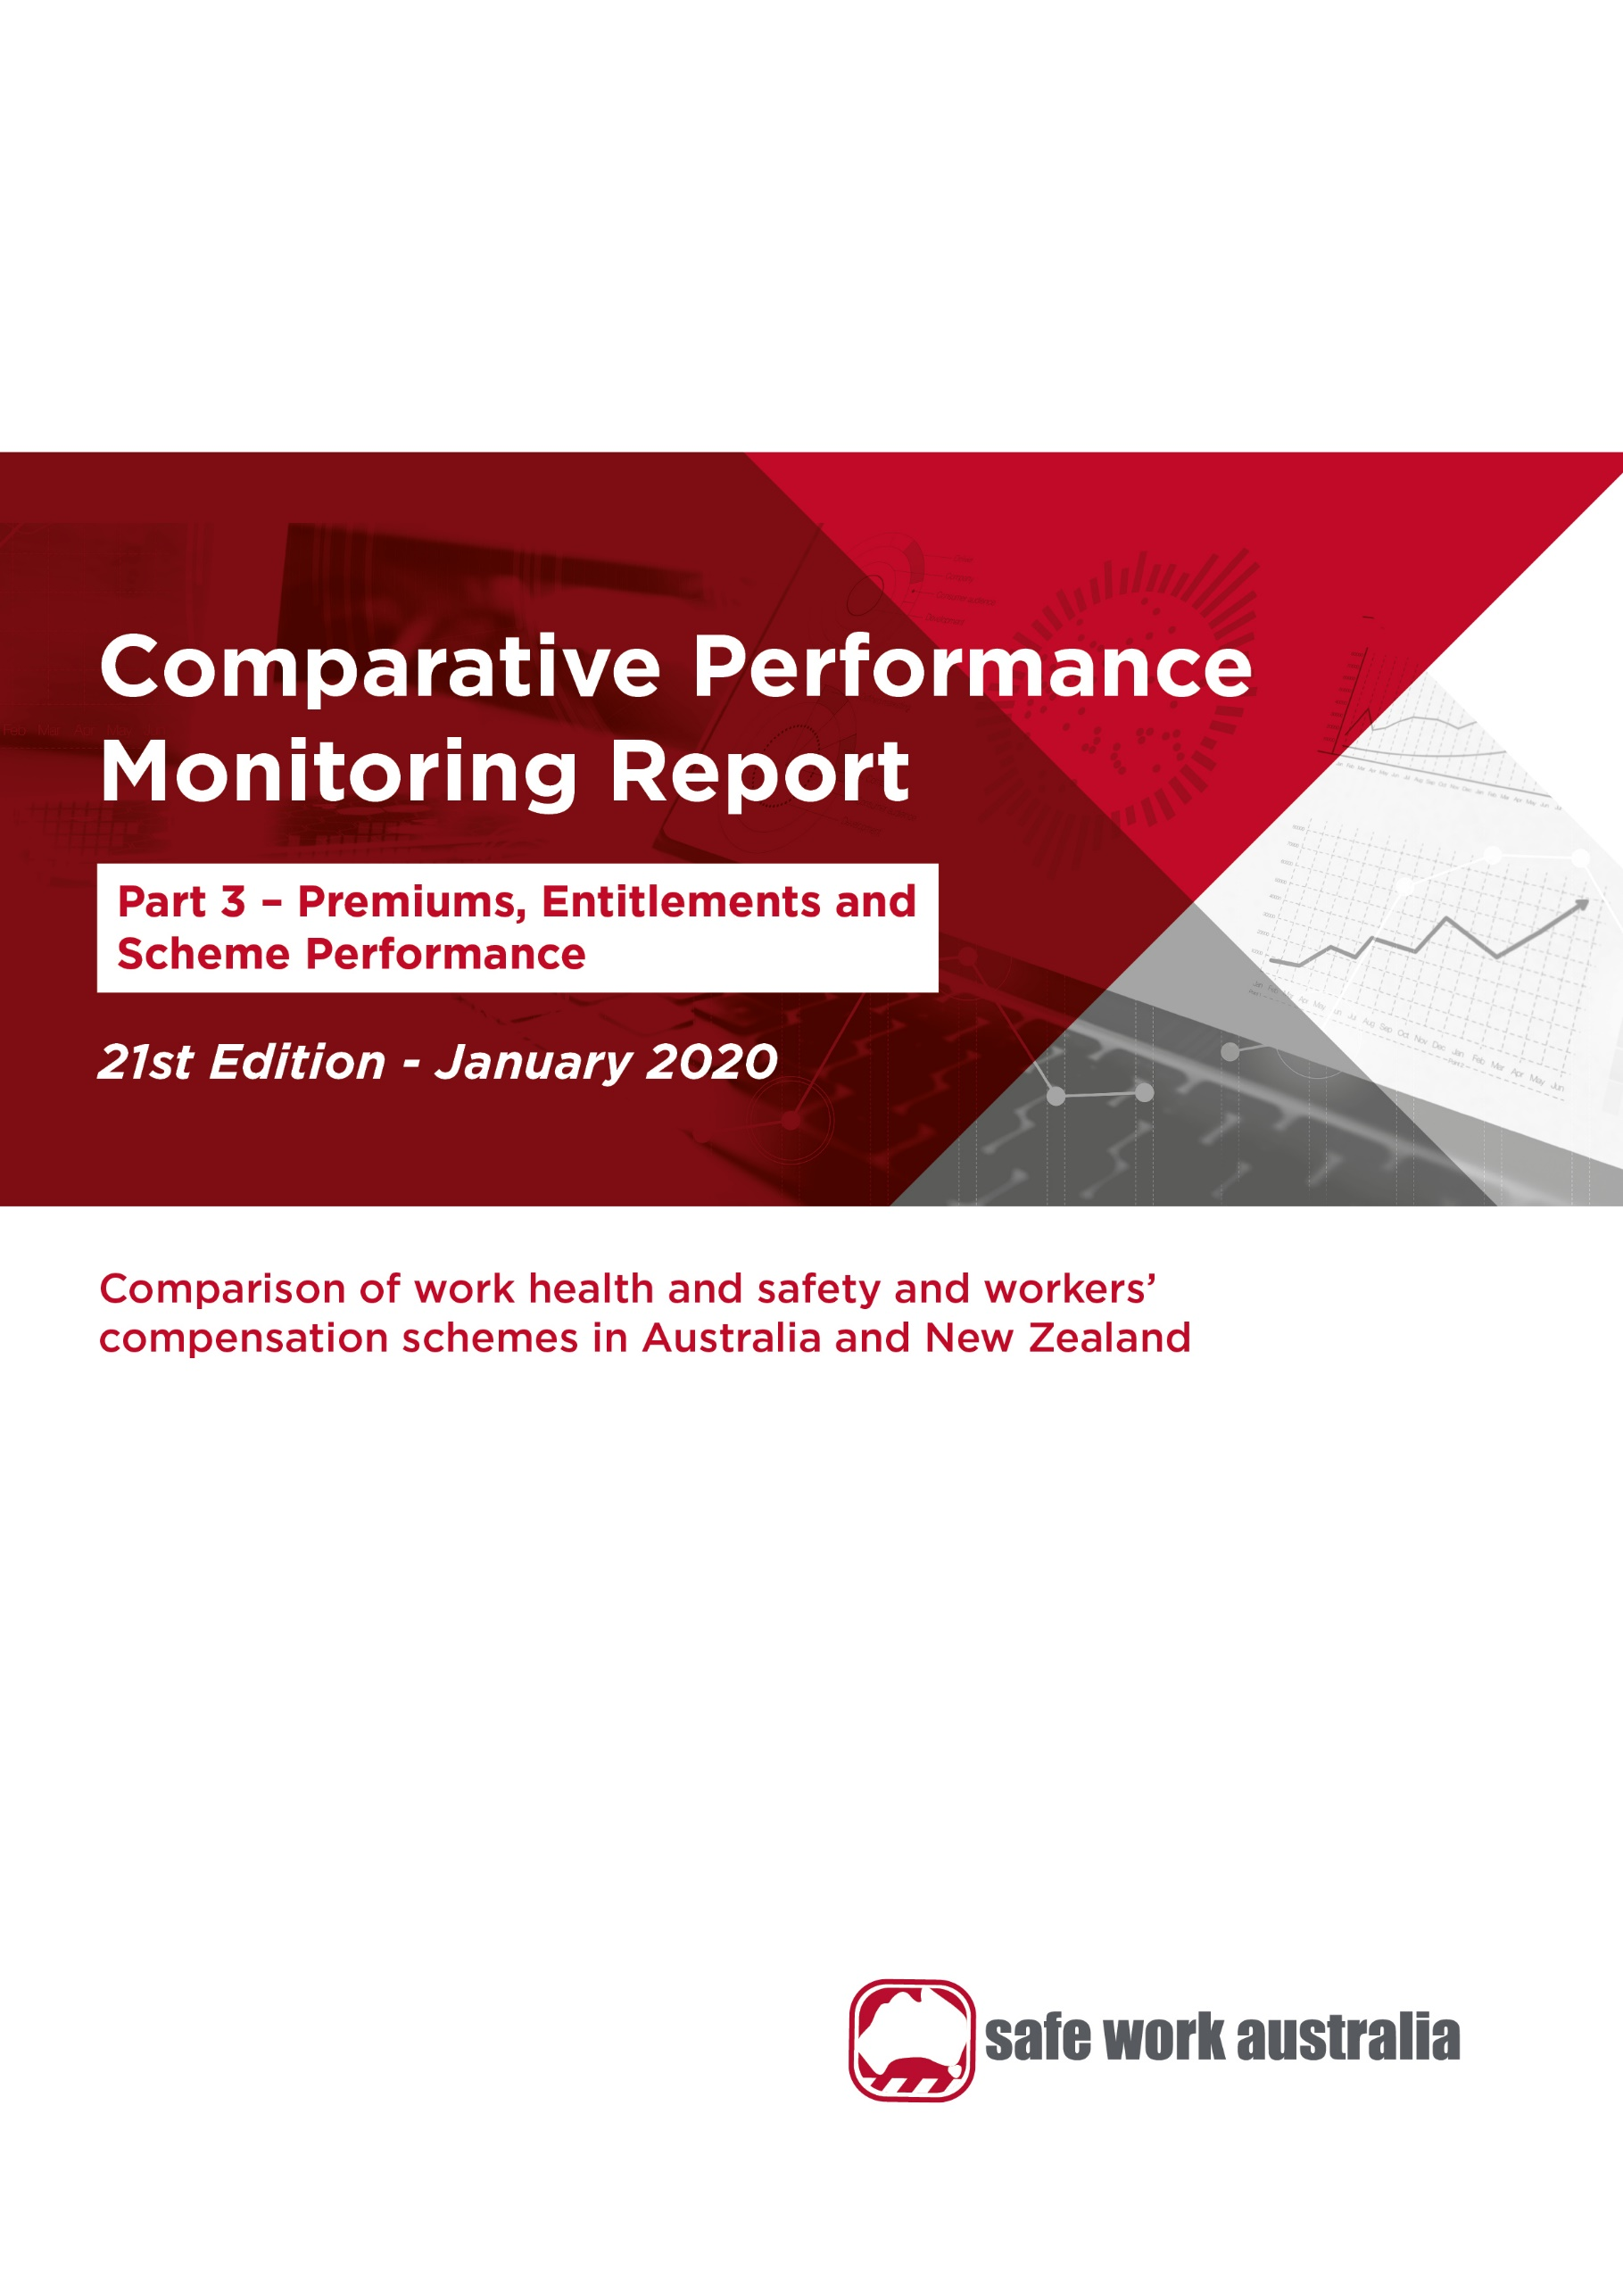 Comparative Performance
Monitoring Report
Part 3 – Premiums, Entitlements and
Scheme Performance
21st Edition - January 2020
Comparison of work health and safety and workers’
compensation schemes in Australia and New Zealand
safe work australia